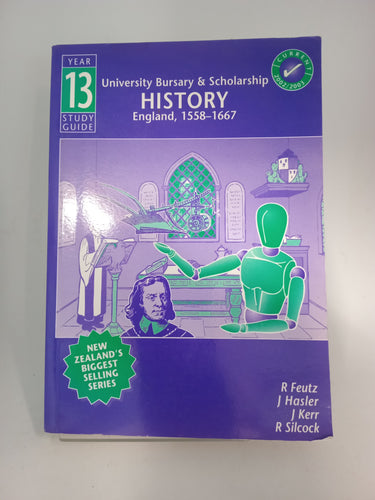 YEAR
13
STUDY
GUIDE
University Bursary & Scholarship
HISTORY
England, 1558–1667
CURRENT
2002/2003
NEW
ZEALAND'S
BIGGEST
SELLING
SERIES
R Feutz
J Hasler
J Kerr
R Silcock